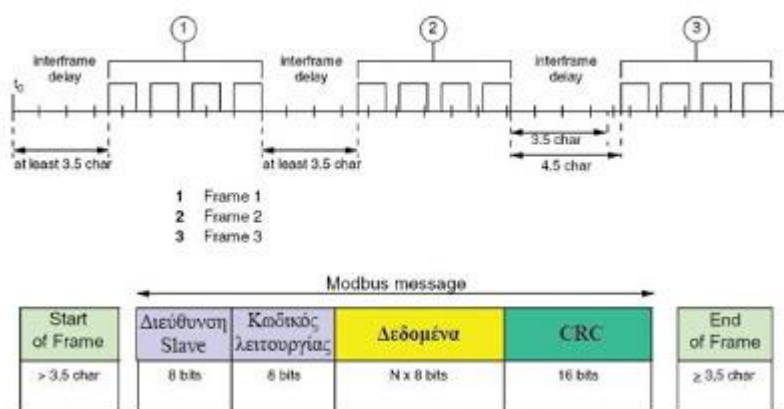 1 2 3
interframe delay interframe delay interframe delay
t0
at least 3.5 char at least 3.5 char 3.5 char
4.5 char
1 Frame 1
2 Frame 2
3 Frame 3
Modbus message
Start of Frame Διεύθυνση Slave Κωδικός λειτουργίας Δεδομένα CRC End of Frame
> 3,5 char 8 bits 8 bits N x 8 bits 16 bits ≥ 3,5 char